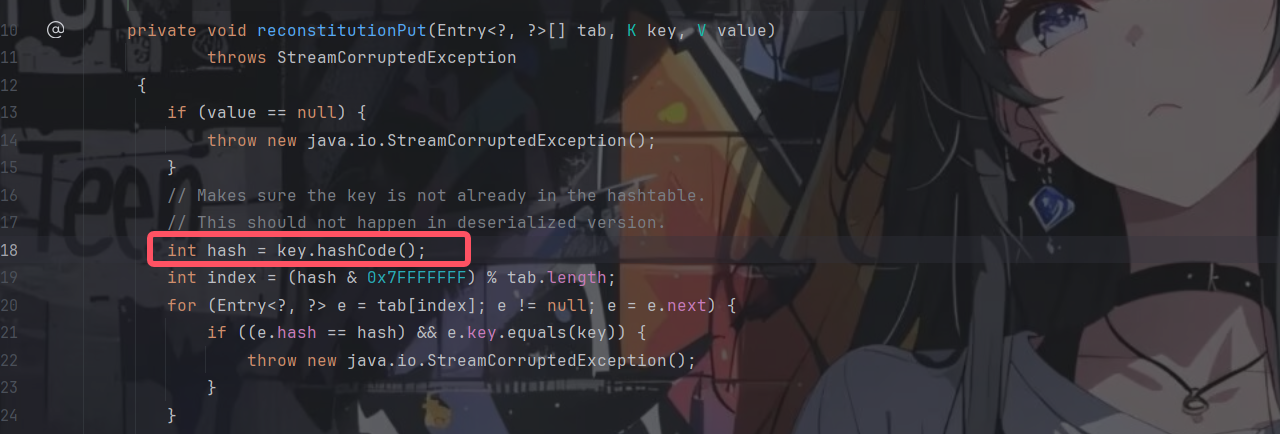 10 @ private void reconstitutionPut(Entry<?, ?>[] tab, K key, V value)
11 throws StreamCorruptedException
12 {
13 if (value == null) {
14 throw new java.io.StreamCorruptedException();
15 }
16 // Makes sure the key is not already in the hashtable.
17 // This should not happen in deserialized version.
18 int hash = key.hashCode();
19 int index = (hash & 0x7FFFFFFF) % tab.length;
20 for (Entry<?, ?> e = tab[index]; e != null; e = e.next) {
21 if ((e.hash == hash) && e.key.equals(key)) {
22 throw new java.io.StreamCorruptedException();
23 }
24 }
Teen